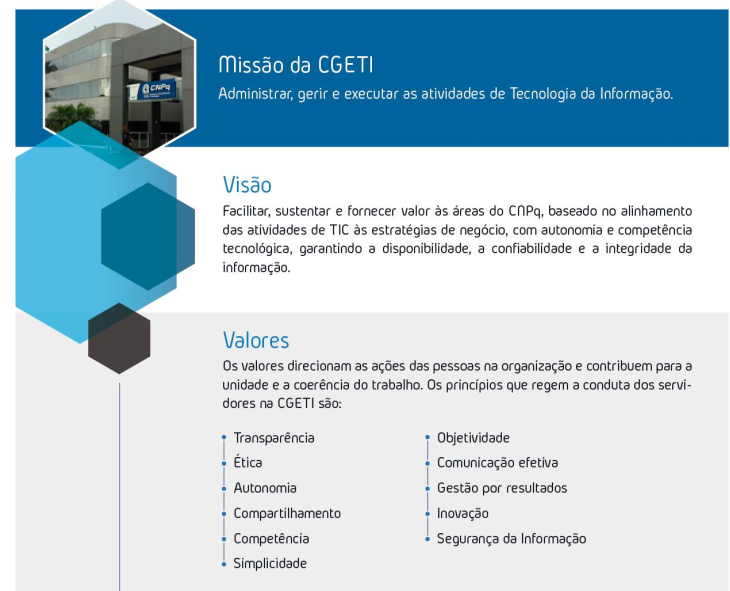 CNPq
Missão da CGETI
Administrar, gerir e executar as atividades de Tecnologia da Informação.
Visão
Facilitar, sustentar e fornecer valor às áreas do CNPq, baseado no alinhamento
das atividades de TIC às estratégias de negócio, com autonomia e competência
tecnológica, garantindo a disponibilidade, a confiabilidade e a integridade da
informação.
Valores
Os valores direcionam as ações das pessoas na organização e contribuem para a
unidade e a coerência do trabalho. Os princípios que regem a conduta dos servi-
dores na CGETI são:
Transparência
Ética
Autonomia
Compartilhamento
Competência
Simplicidade
Objetividade
Comunicação efetiva
Gestão por resultados
Inovação
Segurança da Informação